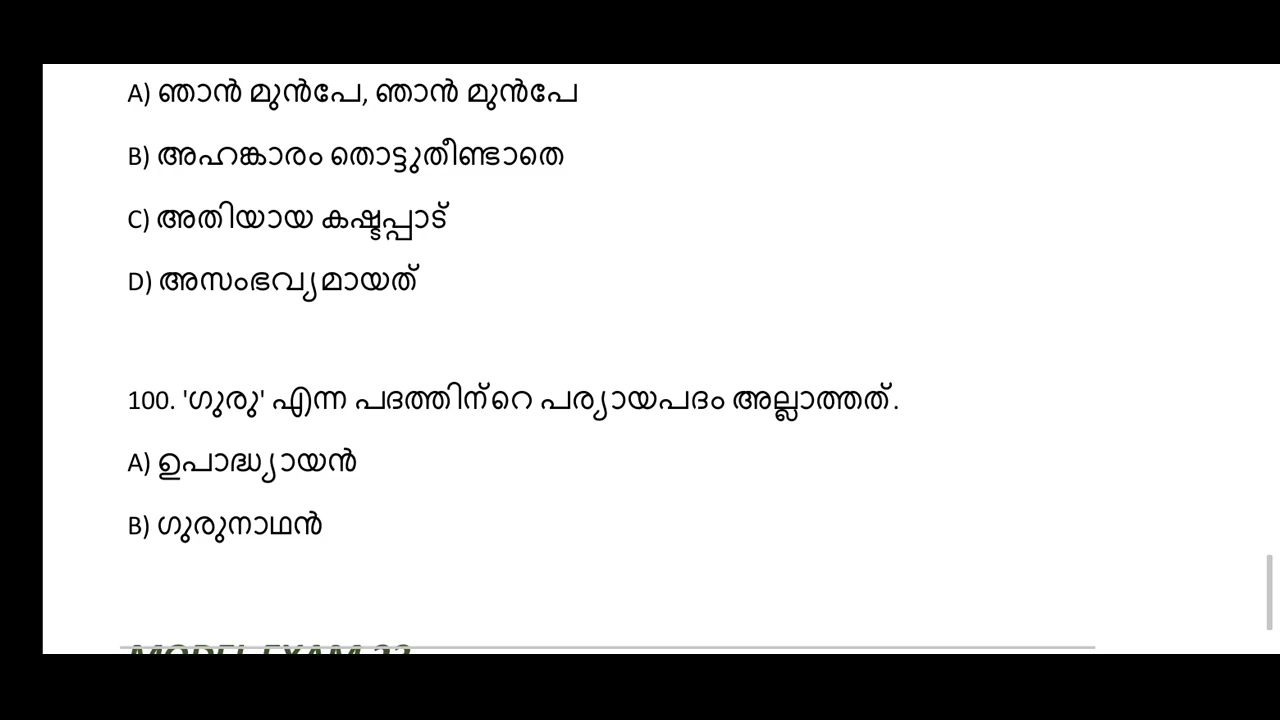 A) ഞാൻ മുൻപേ, ഞാൻ മുൻപേ
B) അഹങ്കാരം തൊട്ടുതീണ്ടാതെ
C) അതിയായ കഷ്ടപ്പാട്
D) അസംഭവ്യമായത്
100. 'ഗുരു' എന്ന പദത്തിന്റെ പര്യായപദം അല്ലാത്തത്.
A) ഉപാദ്ധ്യായൻ
B) ഗുരുനാഥൻ